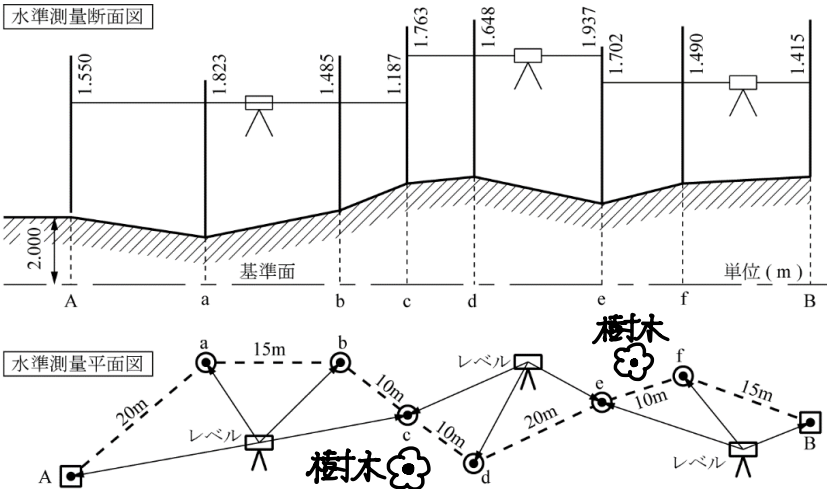 水準測量断面図
1.550
1.823
1.485
1.187
1.763
1.648
1.937
1.702
1.490
1.415
2.000
基準面
単位 ( m )
A a b c d e f B
水準測量平面図
樹木
a 15m b レベル f
20m 10m e 10m 15m
レベル c 10m 20m B
A 樹木 d レベル